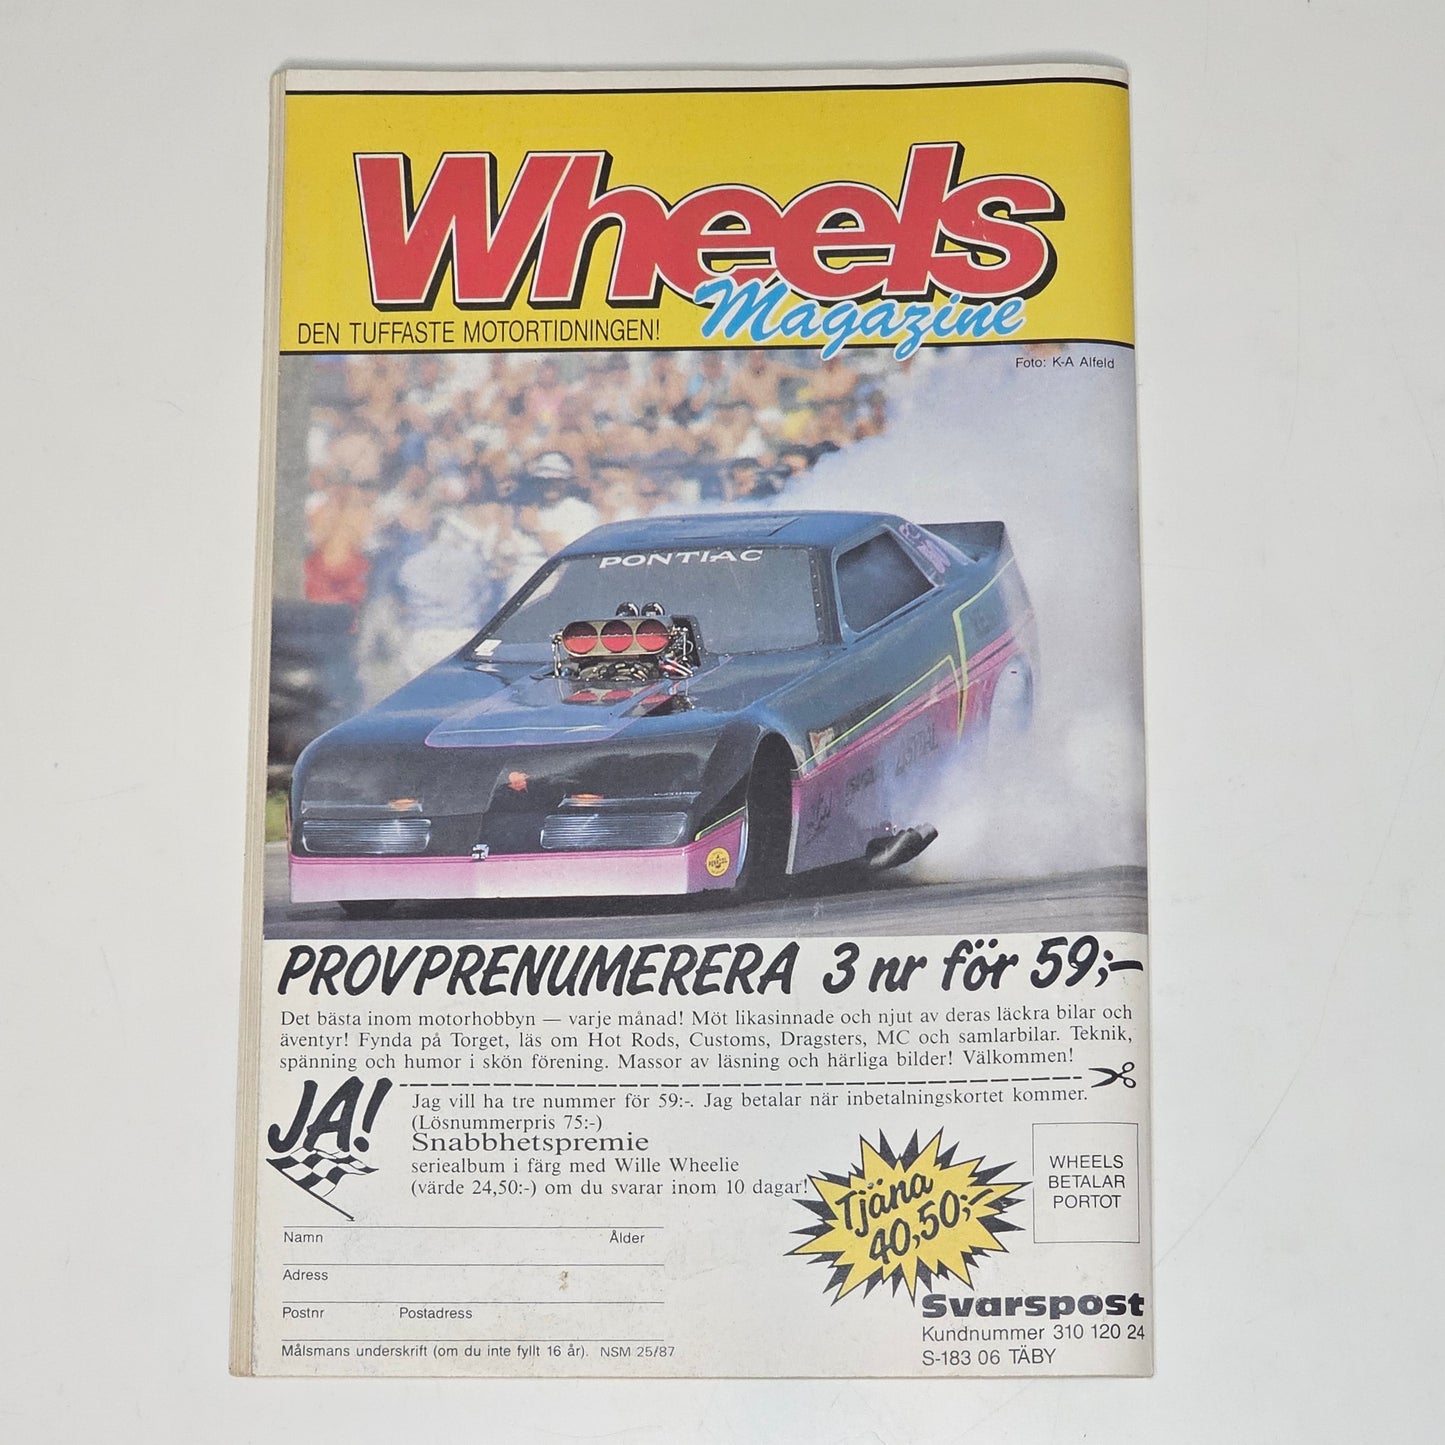 Wheels
Magazine
DEN TUFFASTE MOTORTIDNINGEN!
Foto: K-A Alfeld
PONTIAC
PROVPRENUMERERA 3 nr för 59;-
Det bästa inom motorhobbyn — varje månad! Möt likasinnade och njut av deras läckra bilar och
äventyr! Fynda på Torget, läs om Hot Rods, Customs, Dragsters, MC och samlarbilar. Teknik,
spänning och humor i skön förening. Massor av läsning och härliga bilder! Välkommen!
JA!
Jag vill ha tre nummer för 59:-. Jag betalar när inbetalningskortet kommer.
(Lösnummerpris 75:-)
Snabbhetspremie
seriealbum i färg med Wille Wheelie
(värde 24,50:-) om du svarar inom 10 dagar!
Tjäna
40,50;-
WHEELS
BETALAR
PORTOT
Namn Ålder
Adress
Postnr Postadress
Målsmans underskrift (om du inte fyllt 16 år). NSM 25/87
Svarspost
Kundnummer 310 120 24
S-183 06 TÄBY